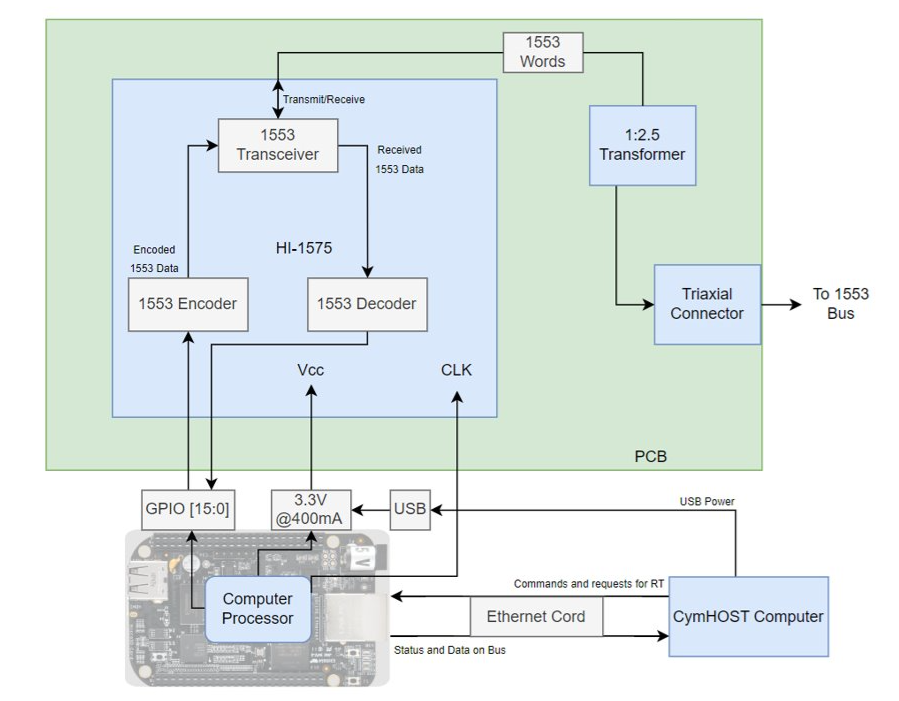 1553
Words
Transmit/Receive
1553
Transceiver
Received
1553 Data
1:2.5
Transformer
Encoded
1553 Data
HI-1575
1553 Encoder
1553 Decoder
Triaxial
Connector
To 1553
Bus
Vcc
CLK
PCB
GPIO [15:0]
3.3V
@400mA
USB
USB Power
5 V
Computer
Processor
Commands and requests for RT
Ethernet Cord
CymHOST Computer
Status and Data on Bus